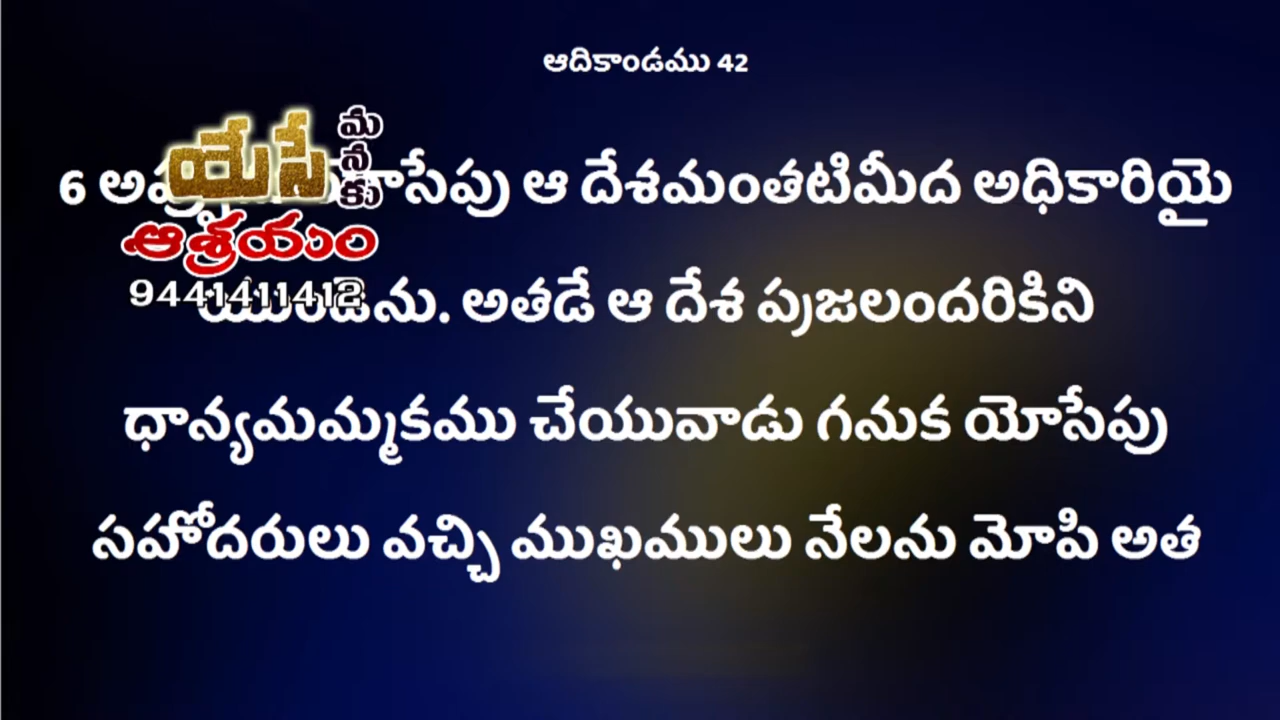 ఆదికాండము 42
యేసే
మనకు
6 ఆ దేశమంతటిమీద అధికారియై
ఆశ్రయం
9441411412
అతడే ఆ దేశ ప్రజలందరికిని
ధాన్యమమ్మకము చేయువాడు గనుక యోసేపు
సహోదరులు వచ్చి ముఖములు నేలను మోపి అత